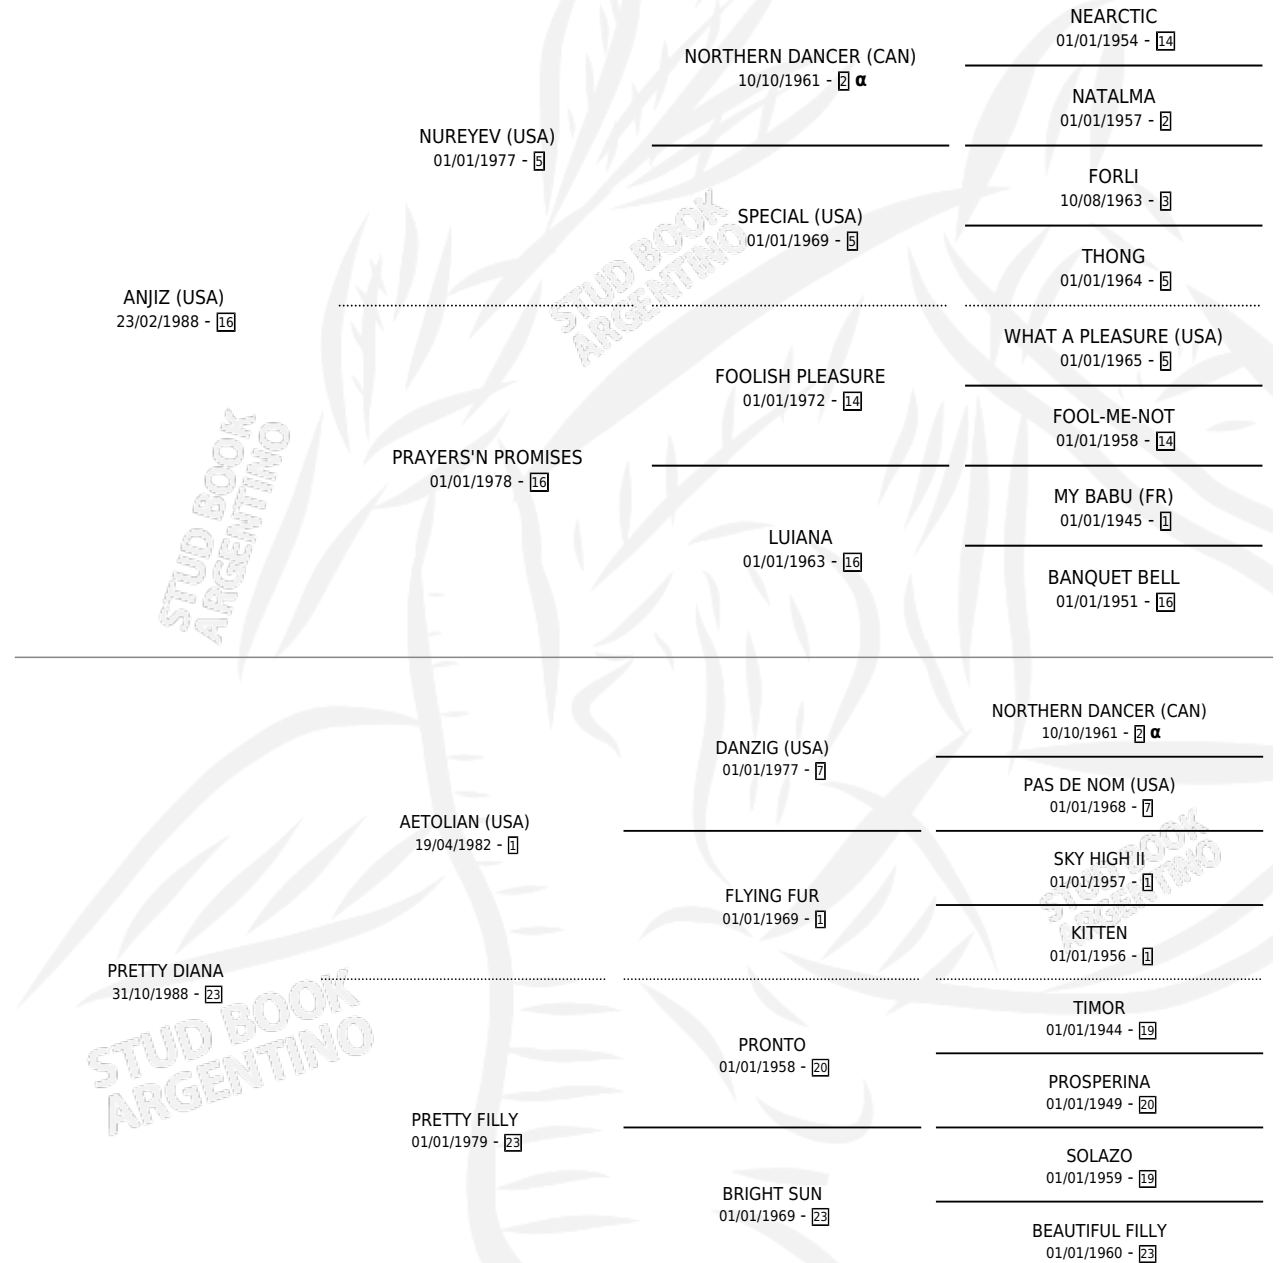 NEARCTIC
01/01/1954 - 14
NORTHERN DANCER (CAN)
10/10/1961 - 2 α
NATALMA
01/01/1957 - 2
NUREYEV (USA)
01/01/1977 - 5
FORLI
10/08/1963 - 3
SPECIAL (USA)
01/01/1969 - 5
THONG
01/01/1964 - 5
ANJIZ (USA)
23/02/1988 - 16
WHAT A PLEASURE (USA)
01/01/1965 - 5
FOOLISH PLEASURE
01/01/1972 - 14
FOOL-ME-NOT
01/01/1958 - 14
PRAYERS'N PROMISES
01/01/1978 - 16
MY BABU (FR)
01/01/1945 - 1
LUIANA
01/01/1963 - 16
BANQUET BELL
01/01/1951 - 16
NORTHERN DANCER (CAN)
10/10/1961 - 2 α
DANZIG (USA)
01/01/1977 - 7
PAS DE NOM (USA)
01/01/1968 - 7
AETOLIAN (USA)
19/04/1982 - 1
SKY HIGH II
01/01/1957 - 1
FLYING FUR
01/01/1969 - 1
KITTEN
01/01/1956 - 1
PRETTY DIANA
31/10/1988 - 23
TIMOR
01/01/1944 - 19
PRONTO
01/01/1958 - 20
PROSPERINA
01/01/1949 - 20
PRETTY FILLY
01/01/1979 - 23
SOLAZO
01/01/1959 - 19
BRIGHT SUN
01/01/1969 - 23
BEAUTIFUL FILLY
01/01/1960 - 23
STUD BOOK
ARGENTINO
STUD BOOK
ARGENTINO
STUD BOOK
ARGENTINO
STUD BOOK
ARGENTINO